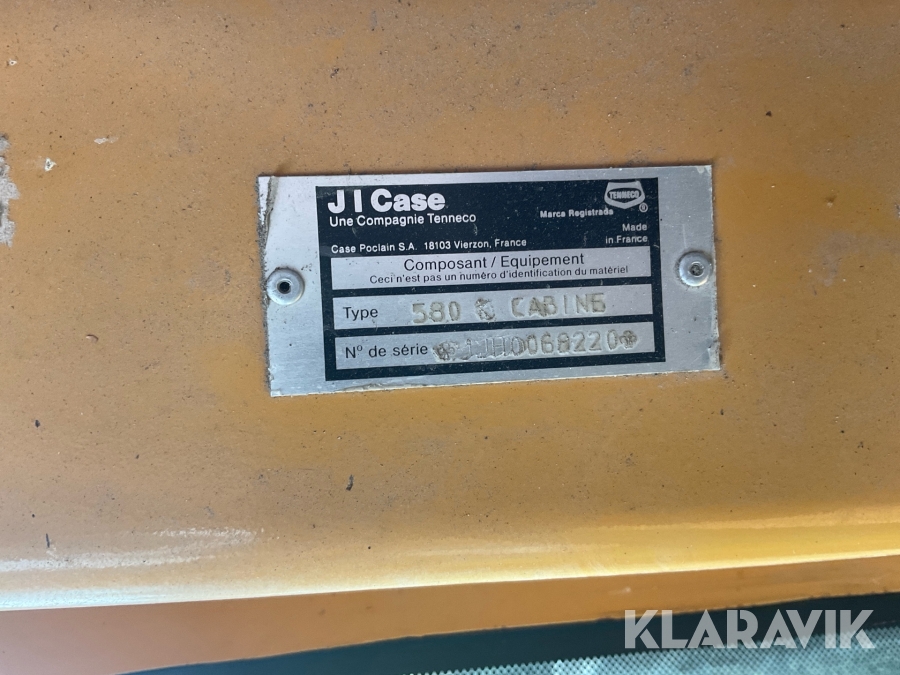 J I Case
Une Compagnie Tenneco
TENNECO
Marca Registrada ®
Case Poclain S.A. 18103 Vierzon, France
Made
in France
Composant / Equipement
Ceci n'est pas un numéro d'identification du matériel
Type 580 K CABINE
Nº de série
KLARAVIK